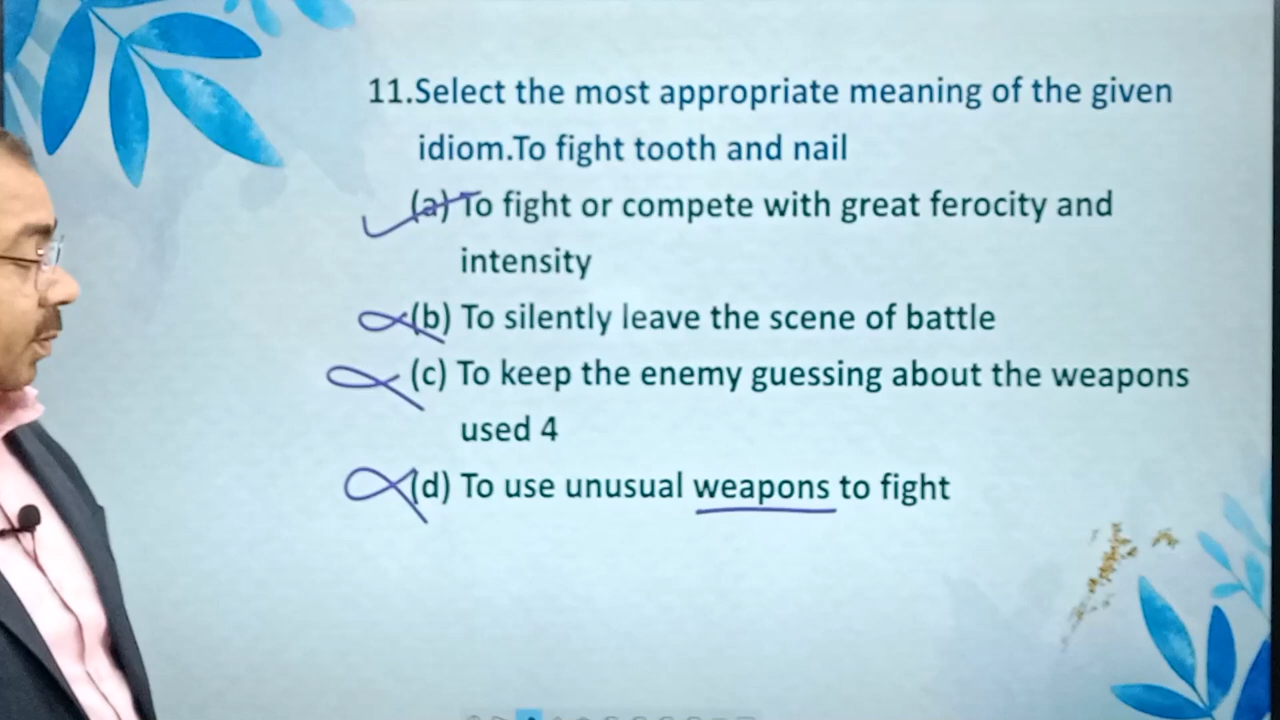 11.Select the most appropriate meaning of the given
idiom.To fight tooth and nail
(a) To fight or compete with great ferocity and
intensity
(b) To silently leave the scene of battle
(c) To keep the enemy guessing about the weapons
used 4
(d) To use unusual weapons to fight